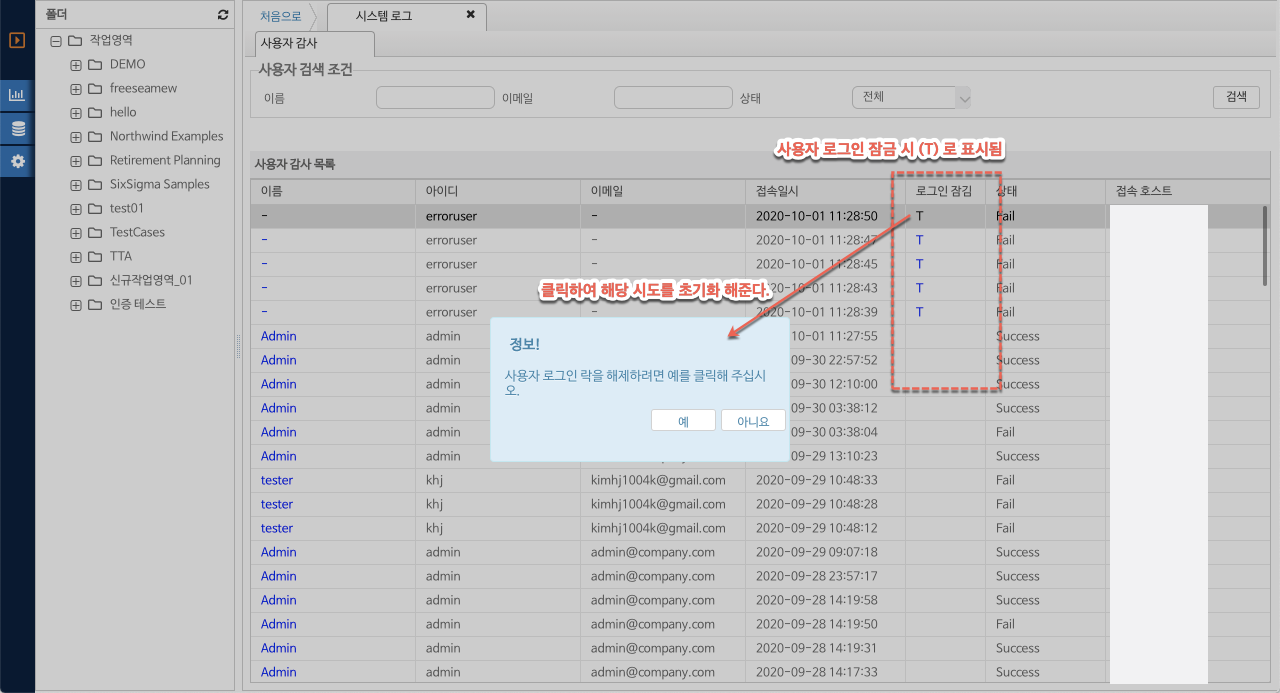 폴더
작업영역
DEMO
freeseamew
hello
Northwind Examples
Retirement Planning
SixSigma Samples
test01
TestCases
TTA
신규작업영역_01
인증 테스트
처음으로
시스템 로그
사용자 감사
사용자 검색 조건
이름 이메일 상태 전체 검색
사용자 로그인 잠금 시 (T) 로 표시됨
사용자 감사 목록
이름 아이디 이메일 접속일시 로그인 잠김 상태 접속 호스트
- erroruser - 2020-10-01 11:28:50 T Fail
- erroruser - 2020-10-01 11:28:47 T Fail
- erroruser - 2020-10-01 11:28:45 T Fail
- erroruser - 2020-10-01 11:28:43 T Fail
- erroruser - 2020-10-01 11:28:39 T Fail
클릭하여 해당 시도를 초기화 해준다.
Admin admin 10-01 11:27:55 Success
Admin admin 09-30 22:57:52 Success
Admin admin 09-30 12:10:00 Success
Admin admin 09-30 03:38:12 Success
Admin admin 09-30 03:38:04 Fail
Admin admin 09-29 13:10:23 Success
정보!
사용자 로그인 락을 해제하려면 예를 클릭해 주십시
오.
예 아니요
tester khj kimhj1004k@gmail.com 2020-09-29 10:48:33 Fail
tester khj kimhj1004k@gmail.com 2020-09-29 10:48:28 Fail
tester khj kimhj1004k@gmail.com 2020-09-29 10:48:12 Fail
Admin admin admin@company.com 2020-09-29 09:07:18 Success
Admin admin admin@company.com 2020-09-28 23:57:17 Success
Admin admin admin@company.com 2020-09-28 14:19:58 Success
Admin admin admin@company.com 2020-09-28 14:19:50 Fail
Admin admin admin@company.com 2020-09-28 14:19:31 Success
Admin admin admin@company.com 2020-09-28 14:17:33 Success